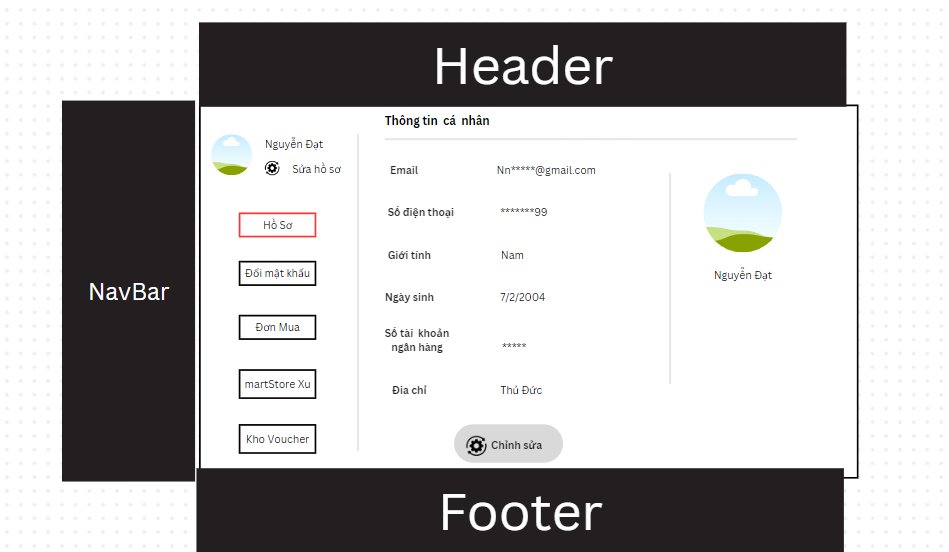 Header
NavBar
Nguyễn Đạt
Sửa hồ sơ
Hồ Sơ
Đổi mật khẩu
Đơn Mua
martStore Xu
Kho Voucher
Thông tin cá nhân
Email Nn*****@gmail.com
Số điện thoại *******99
Giới tính Nam
Ngày sinh 7/2/2004
Số tài khoản
ngân hàng *****
Đia chỉ Thủ Đức
Chỉnh sửa
Nguyễn Đạt
Footer